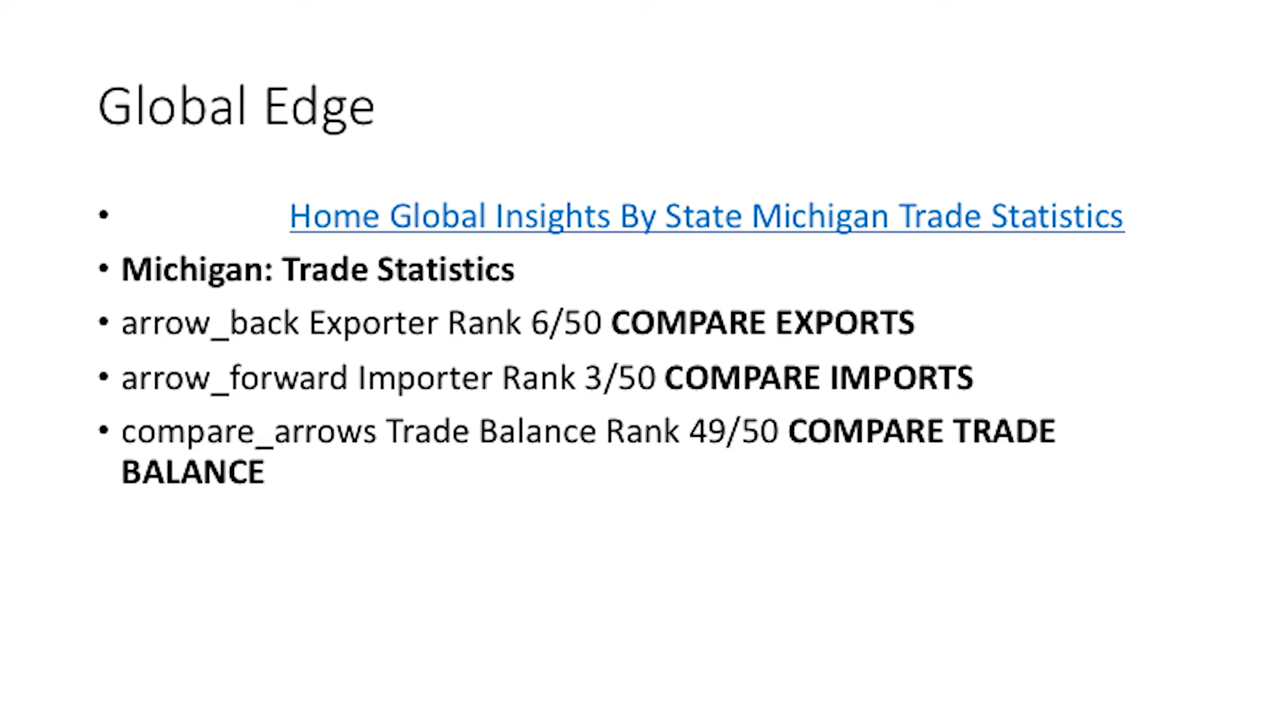 Global Edge
• Home Global Insights By State Michigan Trade Statistics
• Michigan: Trade Statistics
• arrow_back Exporter Rank 6/50 COMPARE EXPORTS
• arrow_forward Importer Rank 3/50 COMPARE IMPORTS
• compare_arrows Trade Balance Rank 49/50 COMPARE TRADE
BALANCE